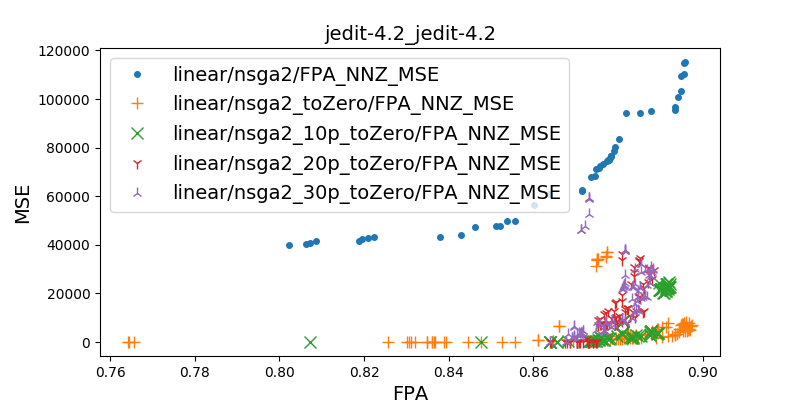 jedit-4.2_jedit-4.2
120000
100000
80000
60000
40000
20000
0
MSE
linear/nsga2/FPA_NNZ_MSE
linear/nsga2_toZero/FPA_NNZ_MSE
linear/nsga2_10p_toZero/FPA_NNZ_MSE
linear/nsga2_20p_toZero/FPA_NNZ_MSE
linear/nsga2_30p_toZero/FPA_NNZ_MSE
0.76 0.78 0.80 0.82 0.84 0.86 0.88 0.90
FPA